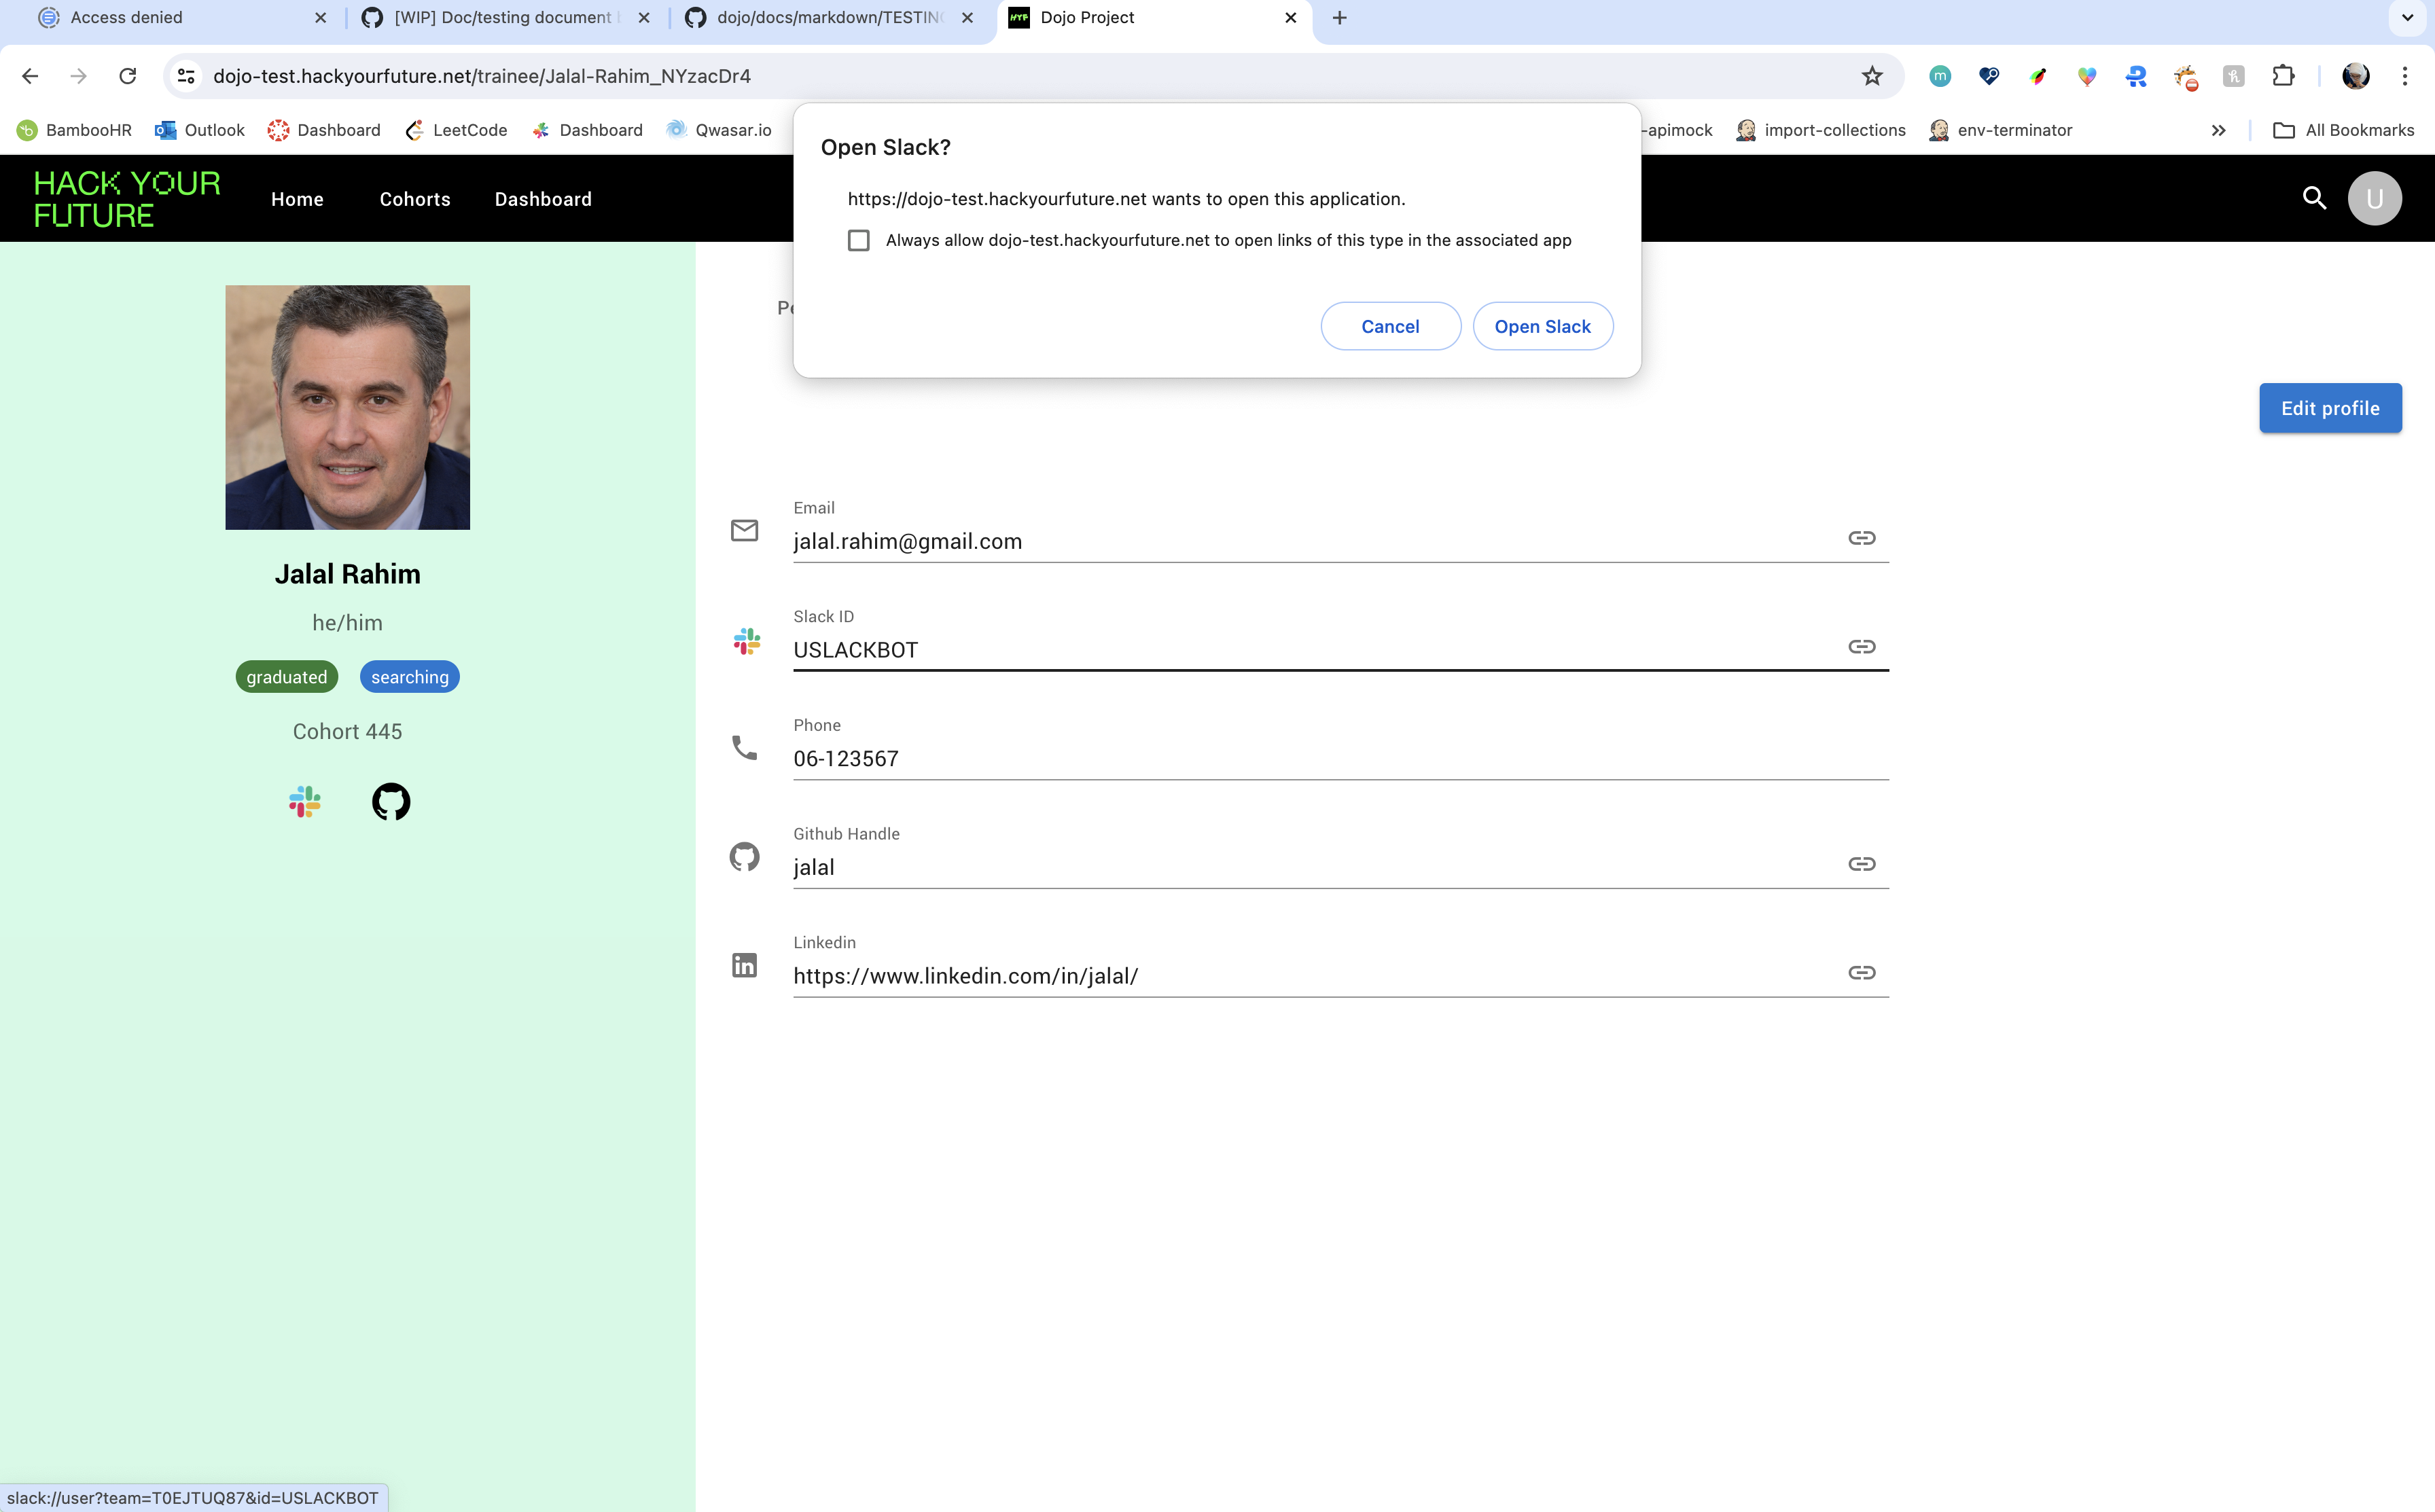 Access denied
[WIP] Doc/testing document
dojo/docs/markdown/TESTING
HYF
Dojo Project
dojo-test.hackyourfuture.net/trainee/Jalal-Rahim_NYzacDr4
m
h
BambooHR
Outlook
Dashboard
LeetCode
Dashboard
Qwasar.io
-apimock
import-collections
env-terminator
All Bookmarks
Open Slack?
https://dojo-test.hackyourfuture.net wants to open this application.
Always allow dojo-test.hackyourfuture.net to open links of this type in the associated app
Cancel
Open Slack
HACK YOUR
FUTURE
Home
Cohorts
Dashboard
U
Jalal Rahim
he/him
graduated
searching
Cohort 445
Edit profile
Email
jalal.rahim@gmail.com
Slack ID
USLACKBOT
Phone
06-123567
Github Handle
jalal
Linkedin
https://www.linkedin.com/in/jalal/
slack://user?team=T0EJTUQ87&id=USLACKBOT